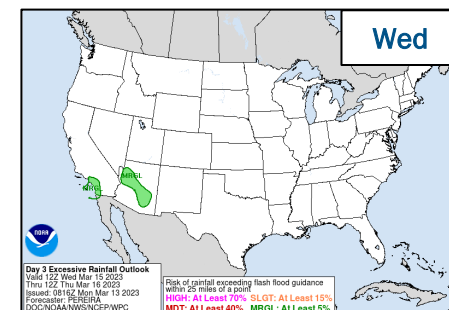 Wed
MRGL
MRGL
NOAA
Day 3 Excessive Rainfall Outlook
Valid 12Z Wed Mar 15 2023
Thru 12Z Thu Mar 16 2023
Issued: 0816Z Mon Mar 13 2023
Forecaster: PEREIRA
DOC/NOAA/NWS/NCEP/WPC
Risk of rainfall exceeding flash flood guidance
within 25 miles of a point
HIGH: At Least 70% SLGT: At Least 15%
MDT: At Least 40% MRGL: At Least 5%